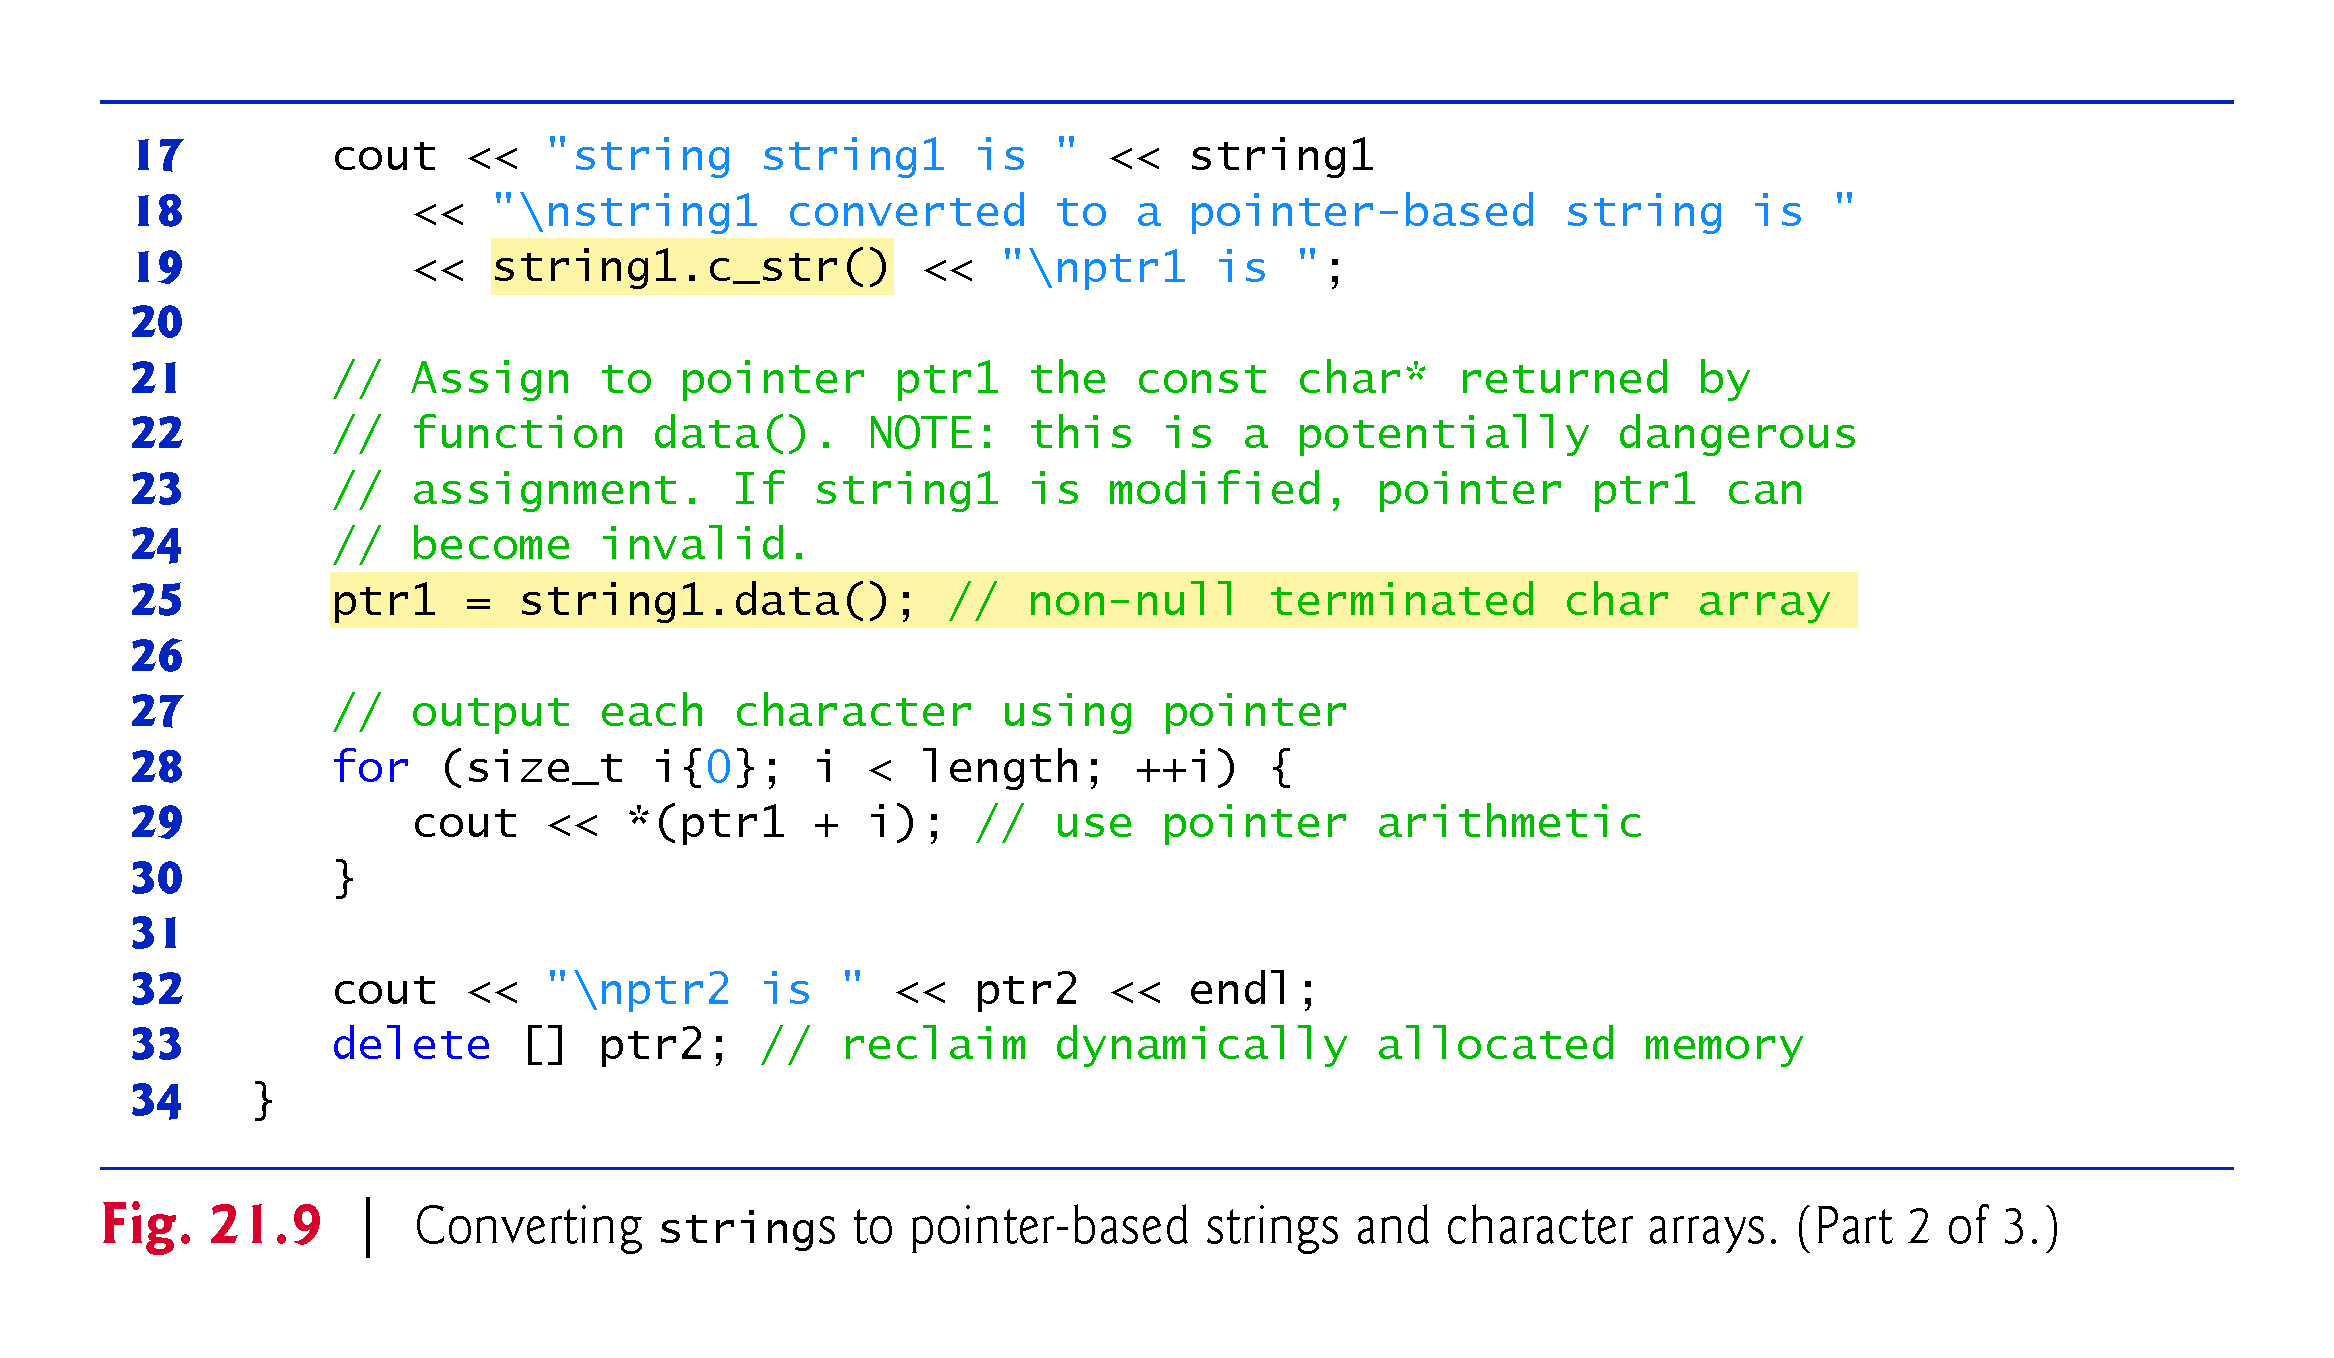 17 cout << "string string1 is " << string1
18 << "\nstring1 converted to a pointer-based string is "
19 << string1.c_str() << "\nptr1 is ";
20
21 // Assign to pointer ptr1 the const char* returned by
22 // function data(). NOTE: this is a potentially dangerous
23 // assignment. If string1 is modified, pointer ptr1 can
24 // become invalid.
25 ptr1 = string1.data(); // non-null terminated char array
26
27 // output each character using pointer
28 for (size_t i{0}; i < length; ++i) {
29 cout << *(ptr1 + i); // use pointer arithmetic
30 }
31
32 cout << "\nptr2 is " << ptr2 << endl;
33 delete [] ptr2; // reclaim dynamically allocated memory
34 }
Fig. 21.9 | Converting strings to pointer-based strings and character arrays. (Part 2 of 3.)